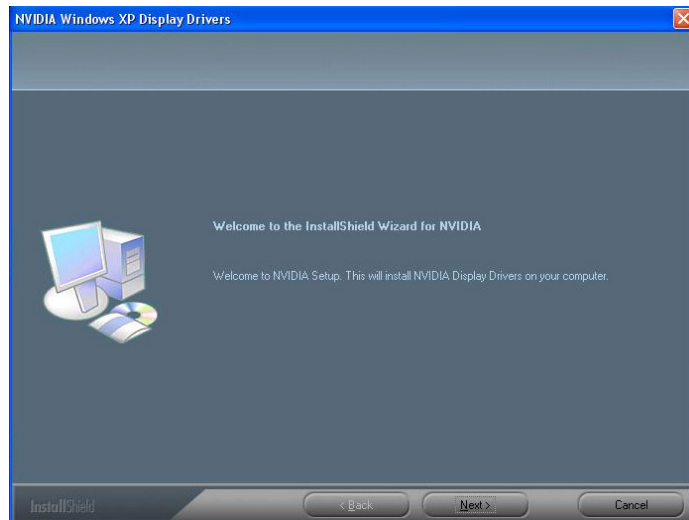 NVIDIA Windows XP Display Drivers
Welcome to the InstallShield Wizard for NVIDIA
Welcome to NVIDIA Setup. This will install NVIDIA Display Drivers on your computer.
InstallShield
< Back
Next >
Cancel